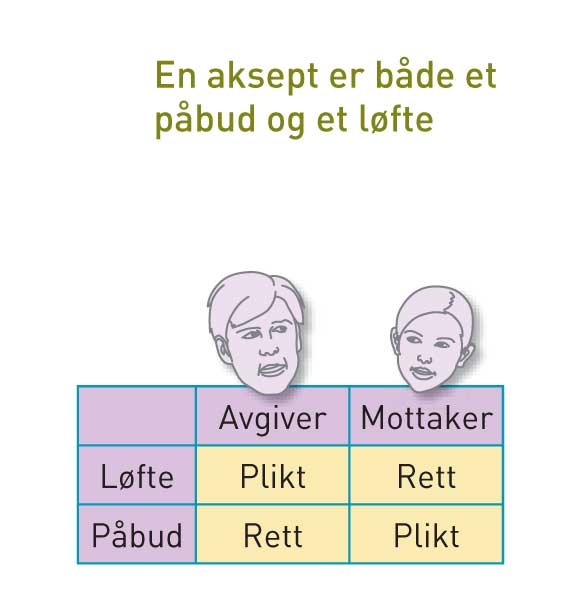 En aksept er både et
påbud og et løfte
Avgiver Mottaker
Løfte Plikt Rett
Påbud Rett Plikt